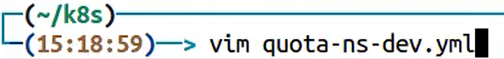 (~/k8s)
(15:18:59)—> vim quota-ns-dev.yml